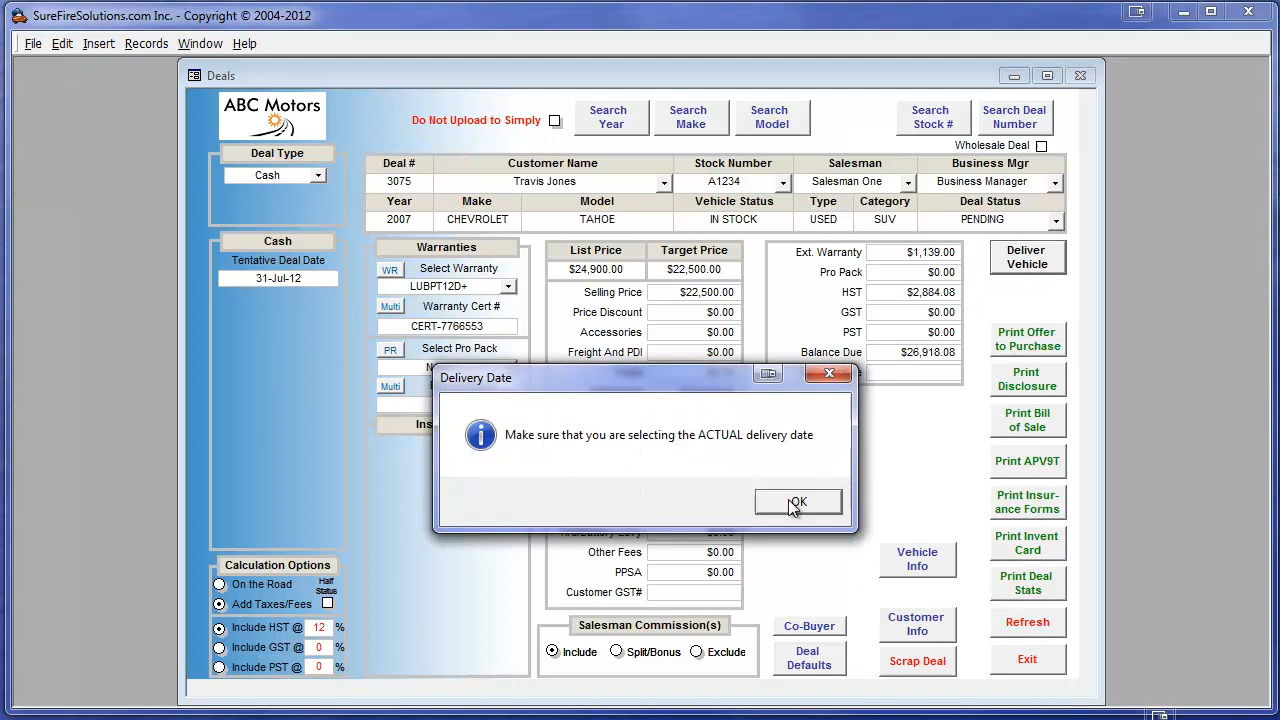 SureFireSolutions.com Inc. - Copyright © 2004-2012
File Edit Insert Records Window Help
Deals
ABC Motors
Do Not Upload to Simply
Search Year
Search Make
Search Model
Search Stock #
Search Deal Number
Wholesale Deal
Deal Type
Cash
Deal # Customer Name Stock Number Salesman Business Mgr
3075 Travis Jones A1234 Salesman One Business Manager
Year Make Model Vehicle Status Type Category Deal Status
2007 CHEVROLET TAHOE IN STOCK USED SUV PENDING
Cash
Tentative Deal Date
31-Jul-12
Warranties
WR Select Warranty
LUBPT12D+
Multi Warranty Cert #
CERT-7766553
PR Select Pro Pack
Multi
List Price Target Price
$24,900.00 $22,500.00
Selling Price $22,500.00
Price Discount $0.00
Accessories $0.00
Freight And PDI $0.00
Ext. Warranty $1,139.00
Pro Pack $0.00
HST $2,884.08
GST $0.00
PST $0.00
Balance Due $26,918.08
Deliver Vehicle
Print Offer to Purchase
Print Disclosure
Print Bill of Sale
Print APV9T
Print Insur-
ance Forms
Print Invent Card
Print Deal Stats
Refresh
Exit
Delivery Date
Make sure that you are selecting the ACTUAL delivery date
OK
Other Fees $0.00
PPSA $0.00
Customer GST#
Vehicle Info
Customer Info
Scrap Deal
Co-Buyer
Deal Defaults
Salesman Commission(s)
Include Split/Bonus Exclude
Calculation Options
On the Road
Half Status
Add Taxes/Fees
Include HST @ 12 %
Include GST @ 0 %
Include PST @ 0 %